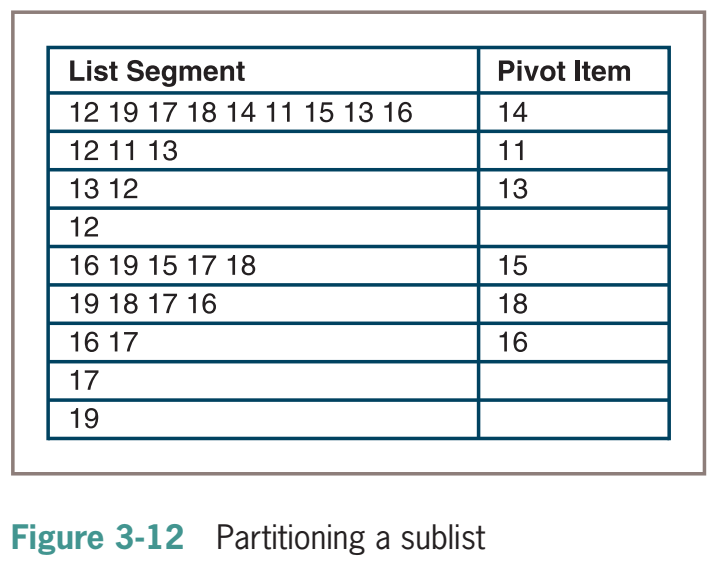 List Segment Pivot Item
12 19 17 18 14 11 15 13 16 14
12 11 13 11
13 12 13
12
16 19 15 17 18 15
19 18 17 16 18
16 17 16
17
19
Figure 3-12 Partitioning a sublist